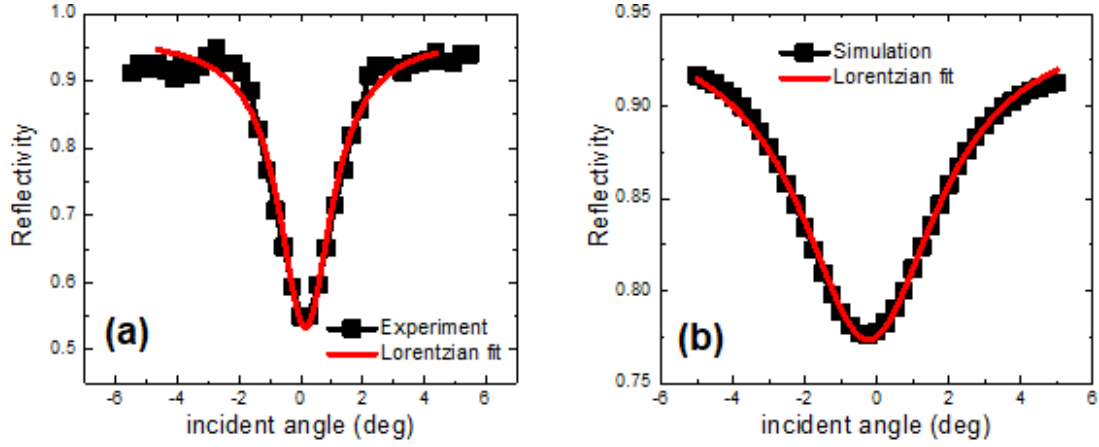 1.0
0.9
0.8
0.7
0.6
0.5
Reflectivity
(a)
Experiment
Lorentzian fit
-6 -4 -2 0 2 4 6
incident angle (deg)
0.95
0.90
0.85
0.80
0.75
Reflectivity
Simulation
Lorentzian fit
(b)
-6 -4 -2 0 2 4 6
incident angle (deg)